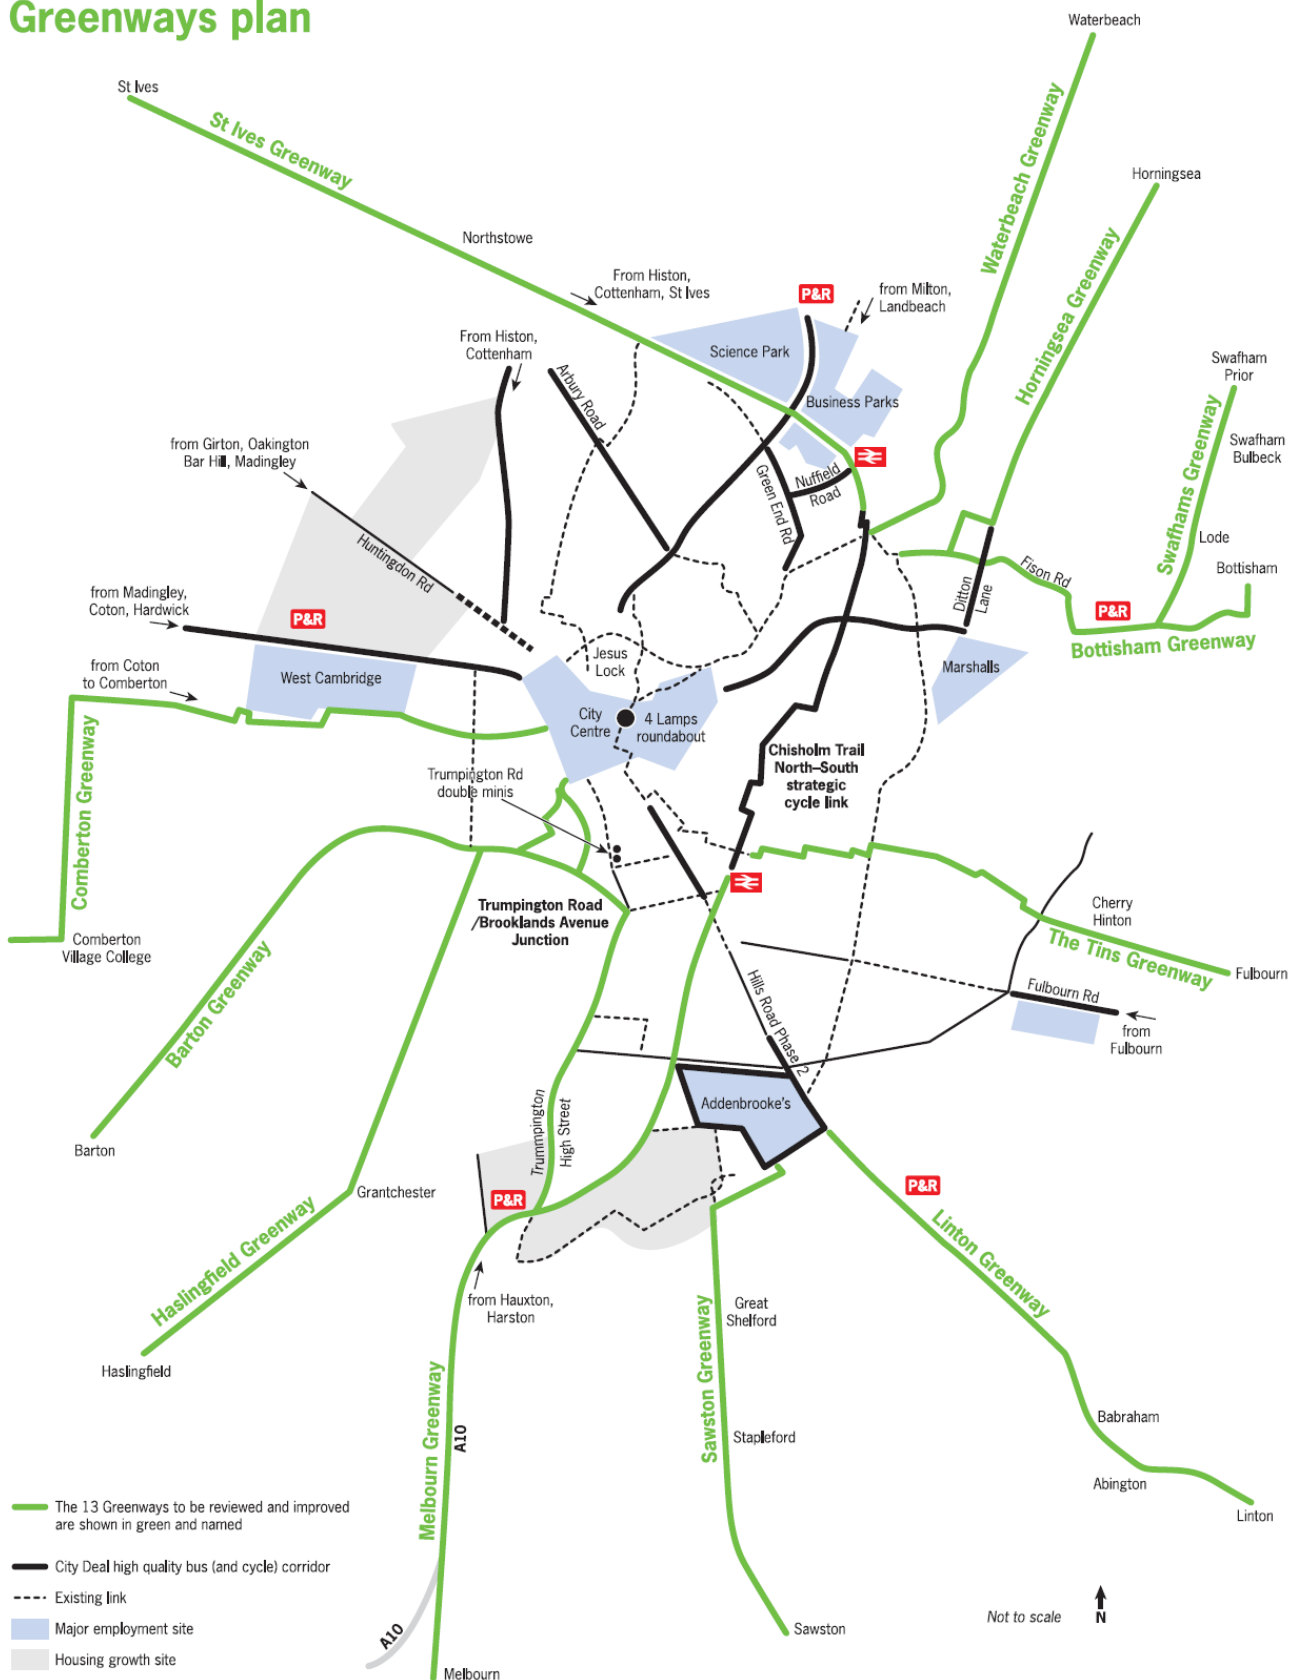 Greenways plan
Waterbeach
St Ives
St Ives Greenway
Waterbeach Greenway
Horningsea
Northstowe
Horningsea Greenway
From Histon,
Cottenham, St Ives
P&R
from Milton,
Landbeach
From Histon,
Cottenham
Science Park
Arbury Road
Business Parks
Swafham
Prior
Swafhams Greenway
Swafham
Bulbeck
from Girton, Oakington
Bar Hill, Madingley
Green End Rd
Nuffield
Road
Huntingdon Rd
Lode
Bottisham
Fison Rd
Ditton
Lane
from Madingley,
Coton, Hardwick
P&R
P&R
Bottisham Greenway
Jesus
Lock
Marshalls
from Coton
to Comberton
West Cambridge
City
Centre
4 Lamps
roundabout
Comberton Greenway
Trumpington Rd
double minis
Chisholm Trail
North–South
strategic
cycle link
Trumpington Road
/Brooklands Avenue
Junction
Cherry
Hinton
The Tins Greenway
Fulbourn
Comberton
Village College
Barton Greenway
Hills Road Phase 2
Fulbourn Rd
from
Fulbourn
Addenbrooke's
Trummpington
High Street
Barton
Grantchester
P&R
P&R
Haslingfield Greenway
Linton Greenway
from Hauxton,
Harston
Great
Shelford
Haslingfield
Sawston Greenway
Melbourn Greenway
A10
Babraham
Stapleford
Abington
Linton
The 13 Greenways to be reviewed and improved
are shown in green and named
City Deal high quality bus (and cycle) corridor
Existing link
Major employment site
Housing growth site
A10
Not to scale
N
Sawston
Melbourn